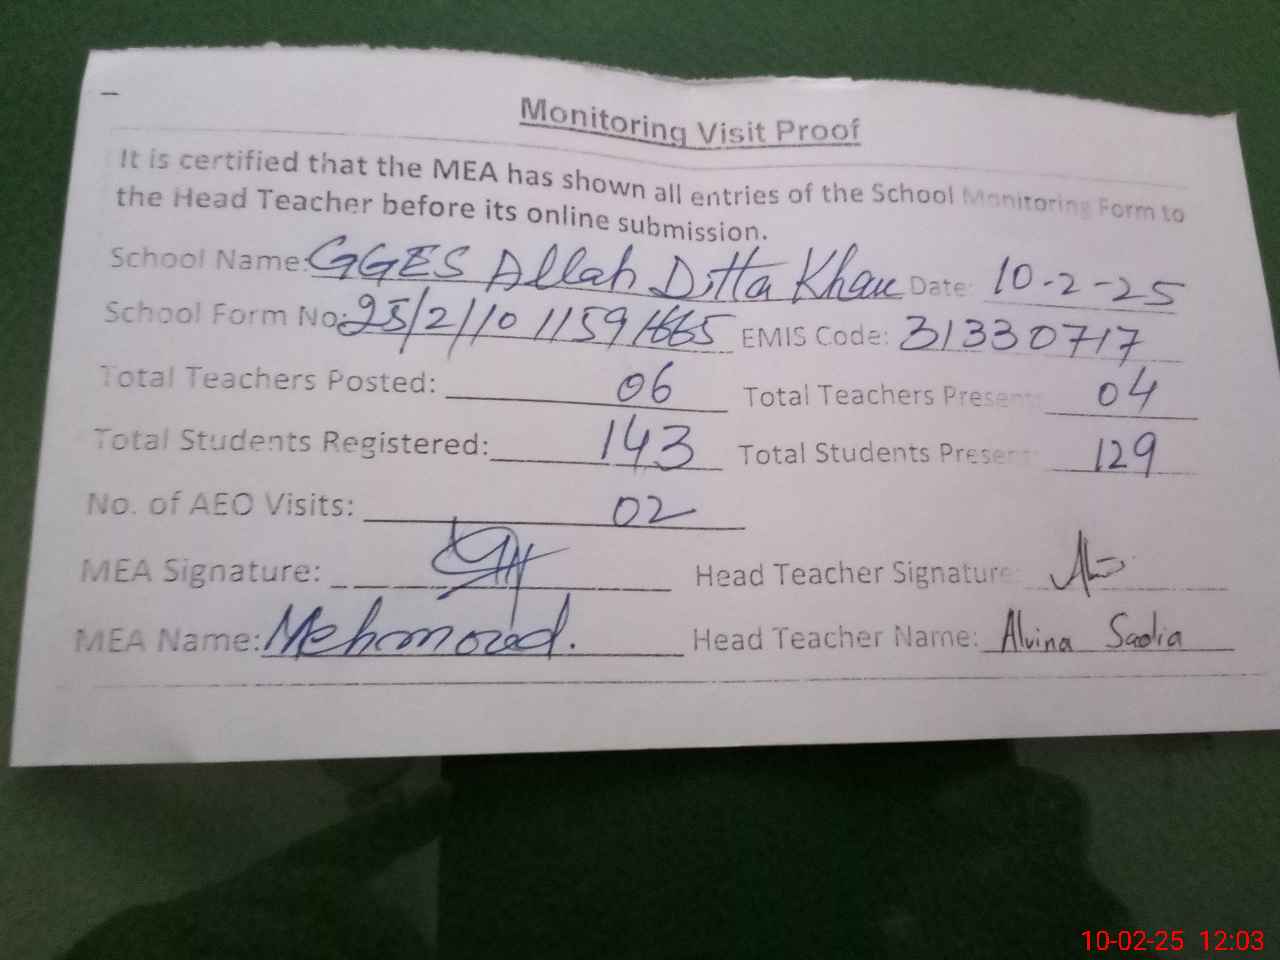 Monitoring Visit Proof
It is certified that the MEA has shown all entries of the School Monitoring Form to
the Head Teacher before its online submission.
School Name: GGES Allah Ditta Khan Date: 10-2-25
School Form No: 25/2/10 11591665 EMIS Code: 31330717
Total Teachers Posted: 06 Total Teachers Present: 04
Total Students Registered: 143 Total Students Present: 129
No. of AEO Visits: 02
MEA Signature: Head Teacher Signature:
MEA Name: Mehmood. Head Teacher Name: Alvina Sadia
10-02-25 12:03